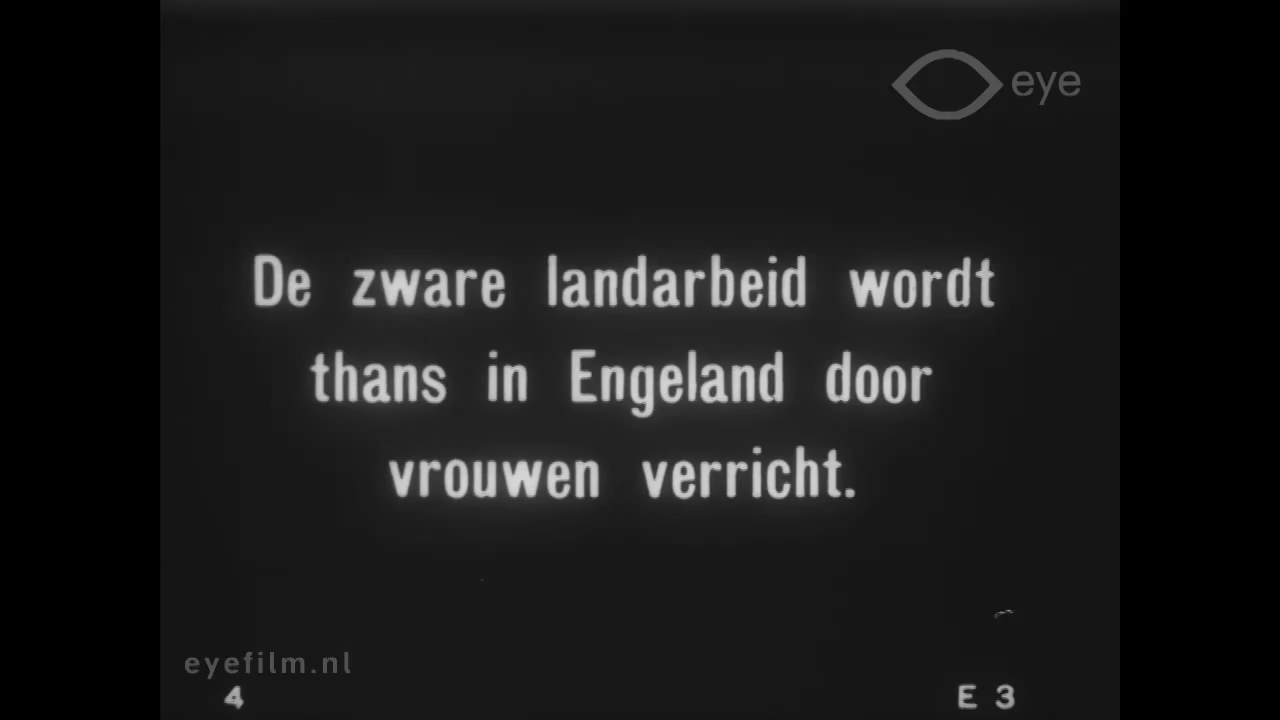 eye
De zware landarbeid wordt
thans in Engeland door
vrouwen verricht.
eyefilm.nl
4
E 3